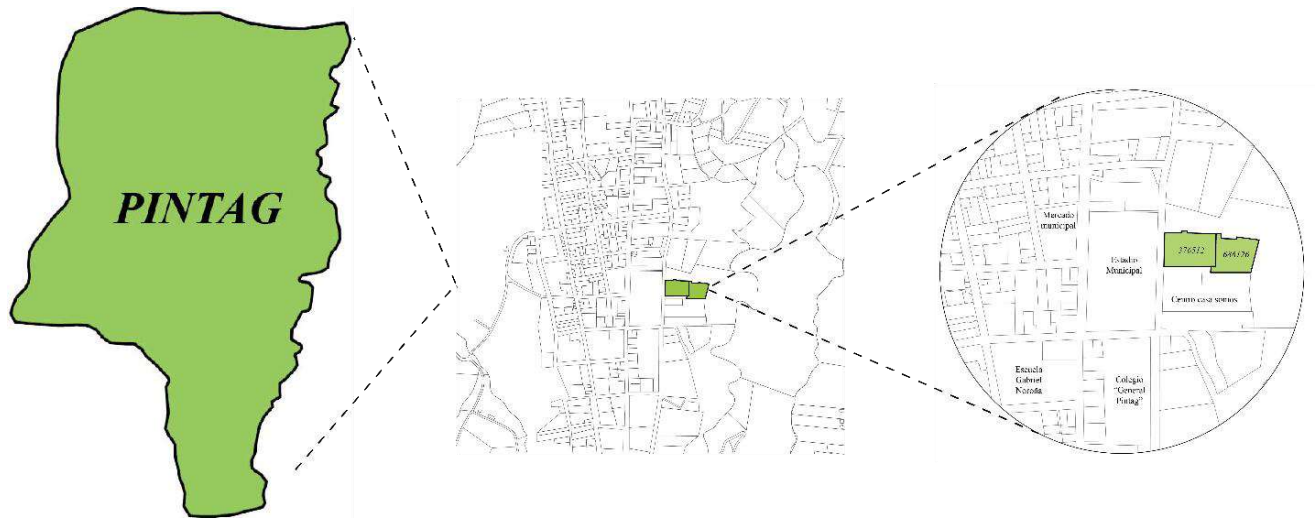 PINTAG
Mercado
municipal
Estadio
Municipal
376512
Centro casa somos
Escuela
Gabriel
Noroña
Colegio
"General
Pintag"